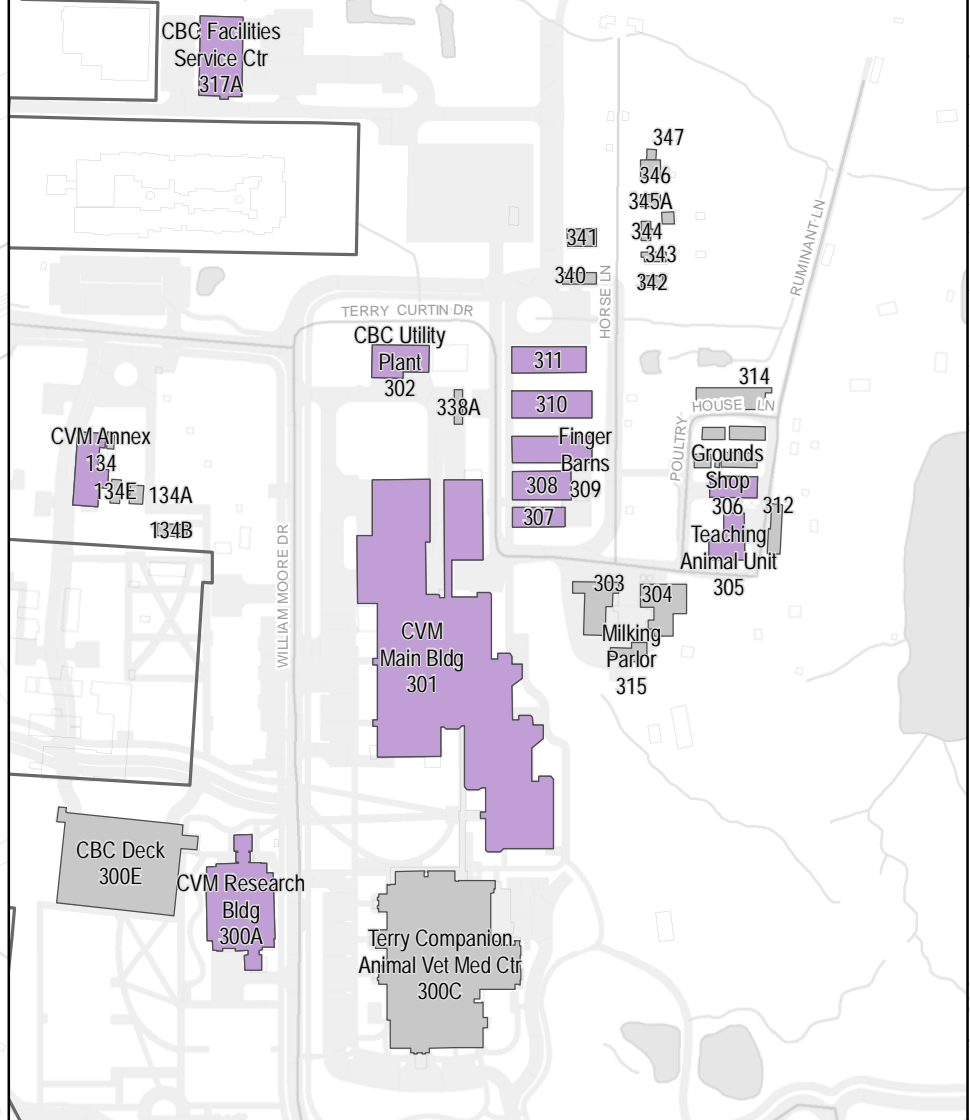 CBC Facilities
Service Ctr
317A
347
346
345A
344
343
342
341
340
HORSE LN
RUMINANT LN
TERRY CURTIN DR
CBC Utility
Plant
302
338A
311
310
Finger
Barns
309
308
307
314
HOUSE LN
POULTRY
Grounds
Shop
306
312
Teaching
Animal Unit
305
CVM Annex
134
134E
134A
134B
WILLIAM MOORE DR
303
304
Milking
Parlor
315
CVM
Main Bldg
301
CBC Deck
300E
CVM Research
Bldg
300A
Terry Companion
Animal Vet Med Ctr
300C